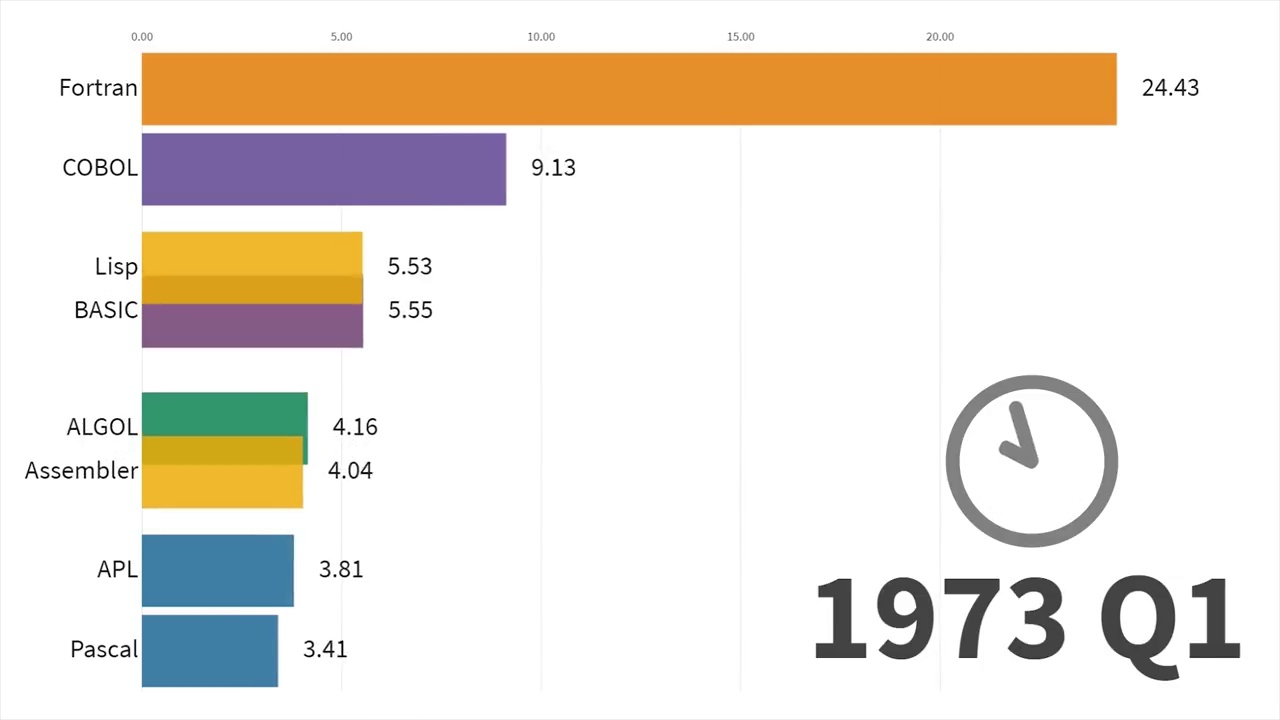 0.00 5.00 10.00 15.00 20.00
Fortran 24.43
COBOL 9.13
Lisp 5.53
BASIC 5.55
ALGOL 4.16
Assembler 4.04
APL 3.81
Pascal 3.41
1973 Q1